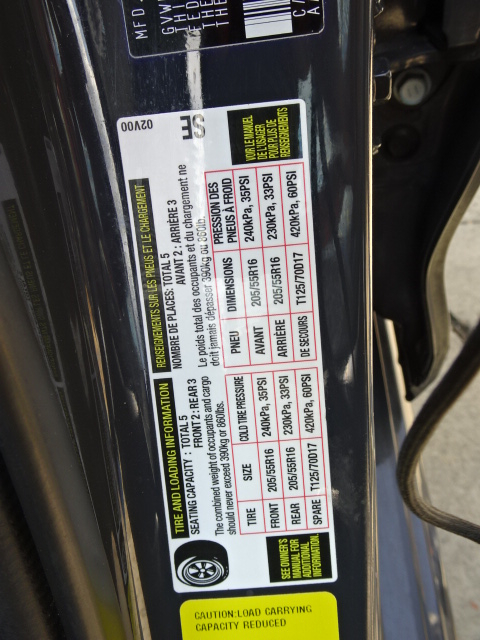 MFD.
GVW
THI
FED
THE
THE
TIRE AND LOADING INFORMATION
SEATING CAPACITY : TOTAL 5
FRONT 2 : REAR 3
The combined weight of occupants and cargo
should never exceed 390kg or 860lbs.
TIRE SIZE COLD TIRE PRESSURE
FRONT 205/55R16 240kPa, 35PSI
REAR 205/55R16 230kPa, 33PSI
SPARE T125/70D17 420kPa, 60PSI
SEE OWNER'S
MANUAL FOR
ADDITIONAL
INFORMATION.
RENSEIGNEMENTS SUR LES PNEUS ET LE CHARGEMENT
NOMBRE DE PLACES: TOTAL 5
AVANT 2 : ARRIÈRE 3
Le poids total des occupants et du chargement ne
doit jamais dépasser 390kg ou 860lb.
PNEU DIMENSIONS PRESSION DES
PNEUS À FROID
AVANT 205/55R16 240kPa, 35PSI
ARRIÈRE 205/55R16 230kPa, 33PSI
DE SECOURS T125/70D17 420kPa, 60PSI
VOIR LE MANUEL
DE L'USAGER
POUR PLUS DE
RENSEIGNEMENTS
02V00
CAUTION:LOAD CARRYING
CAPACITY REDUCED